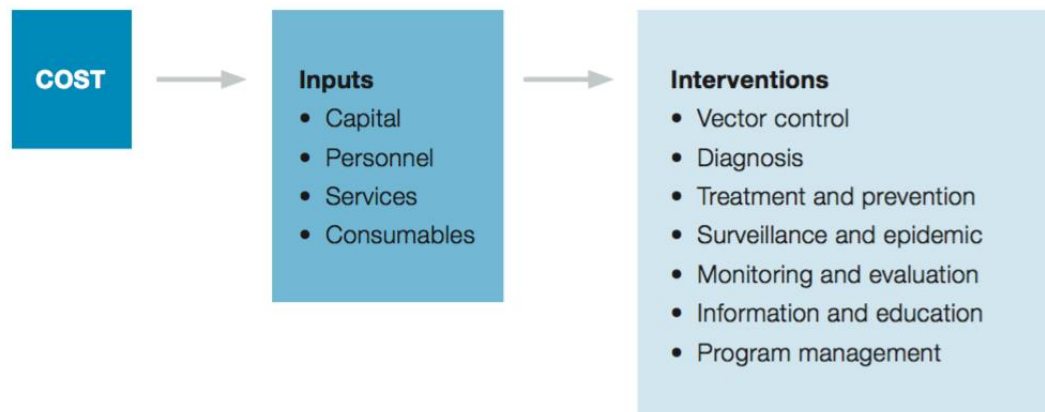 COST
Inputs
• Capital
• Personnel
• Services
• Consumables
Interventions
• Vector control
• Diagnosis
• Treatment and prevention
• Surveillance and epidemic
• Monitoring and evaluation
• Information and education
• Program management